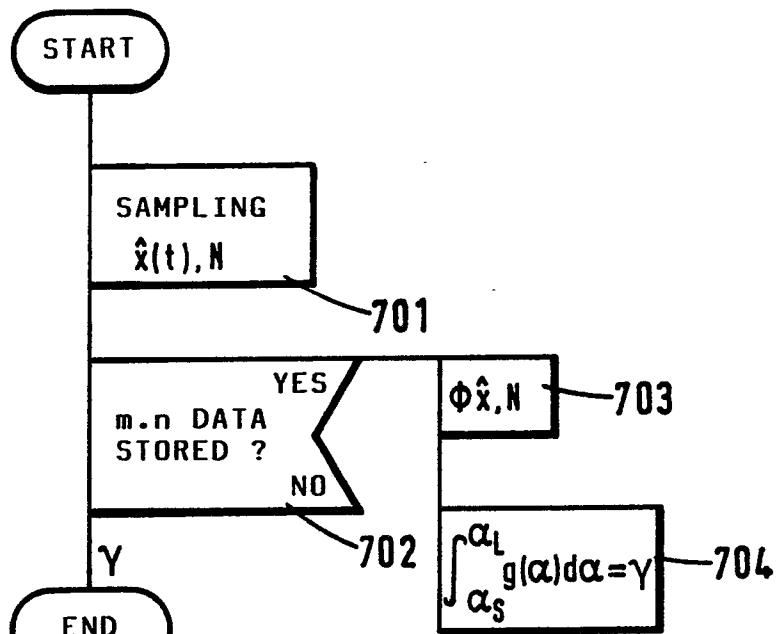 START
SAMPLING
x̂(t), N
701
YES
m.n DATA
STORED ?
NO
702
Φx̂, N
703
∫ α_L α_S g(α)dα=γ
704
γ
END